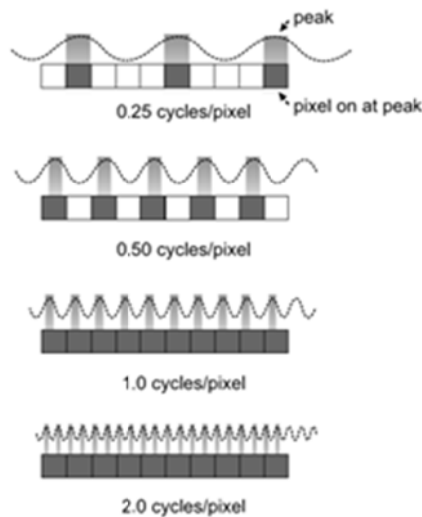 peak
pixel on at peak
0.25 cycles/pixel
0.50 cycles/pixel
1.0 cycles/pixel
2.0 cycles/pixel